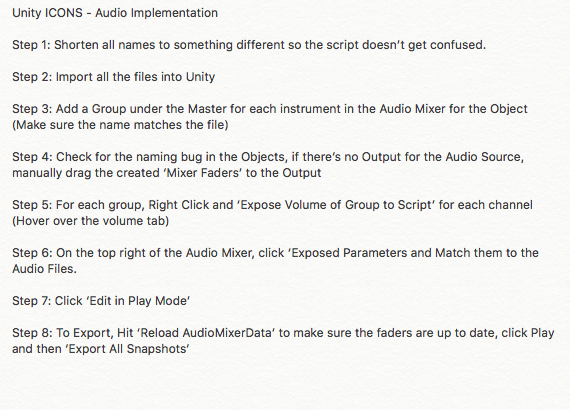 Unity ICONS - Audio Implementation
Step 1: Shorten all names to something different so the script doesn’t get confused.
Step 2: Import all the files into Unity
Step 3: Add a Group under the Master for each instrument in the Audio Mixer for the Object
(Make sure the name matches the file)
Step 4: Check for the naming bug in the Objects, if there’s no Output for the Audio Source,
manually drag the created ‘Mixer Faders’ to the Output
Step 5: For each group, Right Click and ‘Expose Volume of Group to Script’ for each channel
(Hover over the volume tab)
Step 6: On the top right of the Audio Mixer, click ‘Exposed Parameters and Match them to the
Audio Files.
Step 7: Click ‘Edit in Play Mode’
Step 8: To Export, Hit ‘Reload AudioMixerData’ to make sure the faders are up to date, click Play
and then ‘Export All Snapshots’